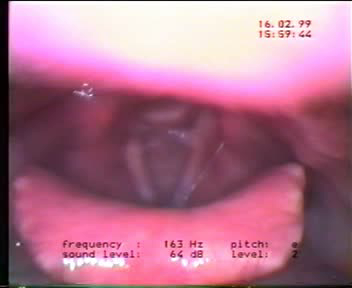 16.02.99
15:59:44
frequency : 163 Hz pitch: e
sound level: 64 dB level: 2